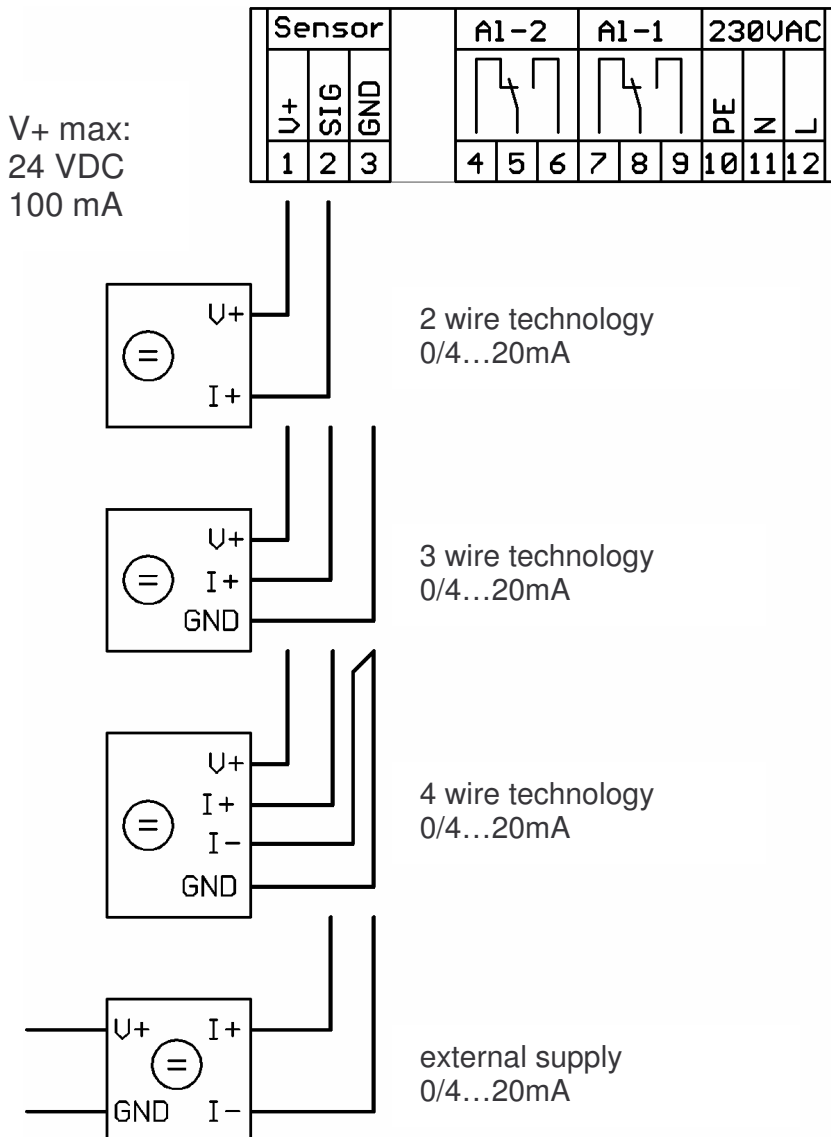 Sensor
Al-2
Al-1
230VAC
V+
SIG
GND
PE
N
L
1 2 3
4 5 6 7 8 9 10 11 12
V+ max:
24 VDC
100 mA
V+
=
I+
2 wire technology
0/4...20mA
V+
= I+
GND
3 wire technology
0/4...20mA
V+
I+
=
I-
GND
4 wire technology
0/4...20mA
V+ I+
=
GND I-
external supply
0/4...20mA